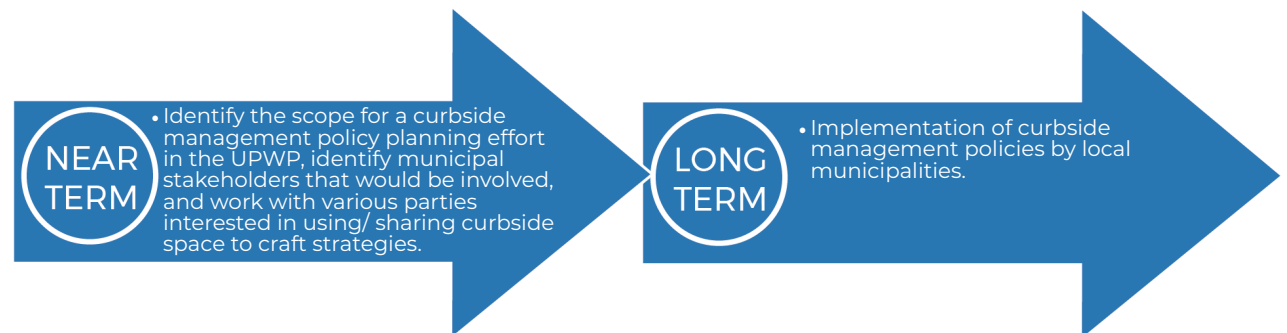 NEAR
TERM
• Identify the scope for a curbside
management policy planning effort
in the UPWP, identify municipal
stakeholders that would be involved,
and work with various parties
interested in using/ sharing curbside
space to craft strategies.
LONG
TERM
• Implementation of curbside
management policies by local
municipalities.